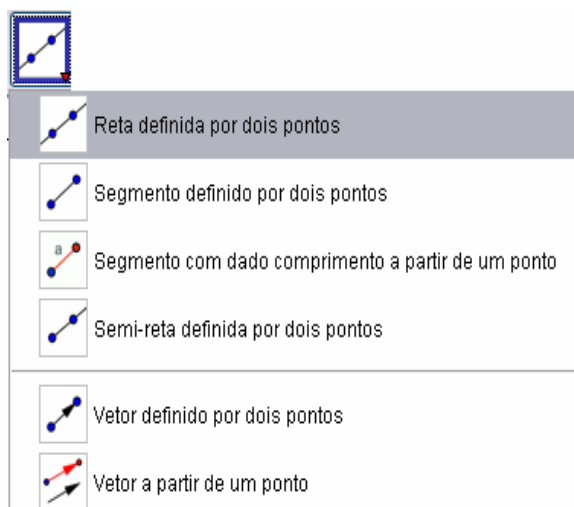 Reta definida por dois pontos
Segmento definido por dois pontos
a
Segmento com dado comprimento a partir de um ponto
Semi-reta definida por dois pontos
Vetor definido por dois pontos
Vetor a partir de um ponto